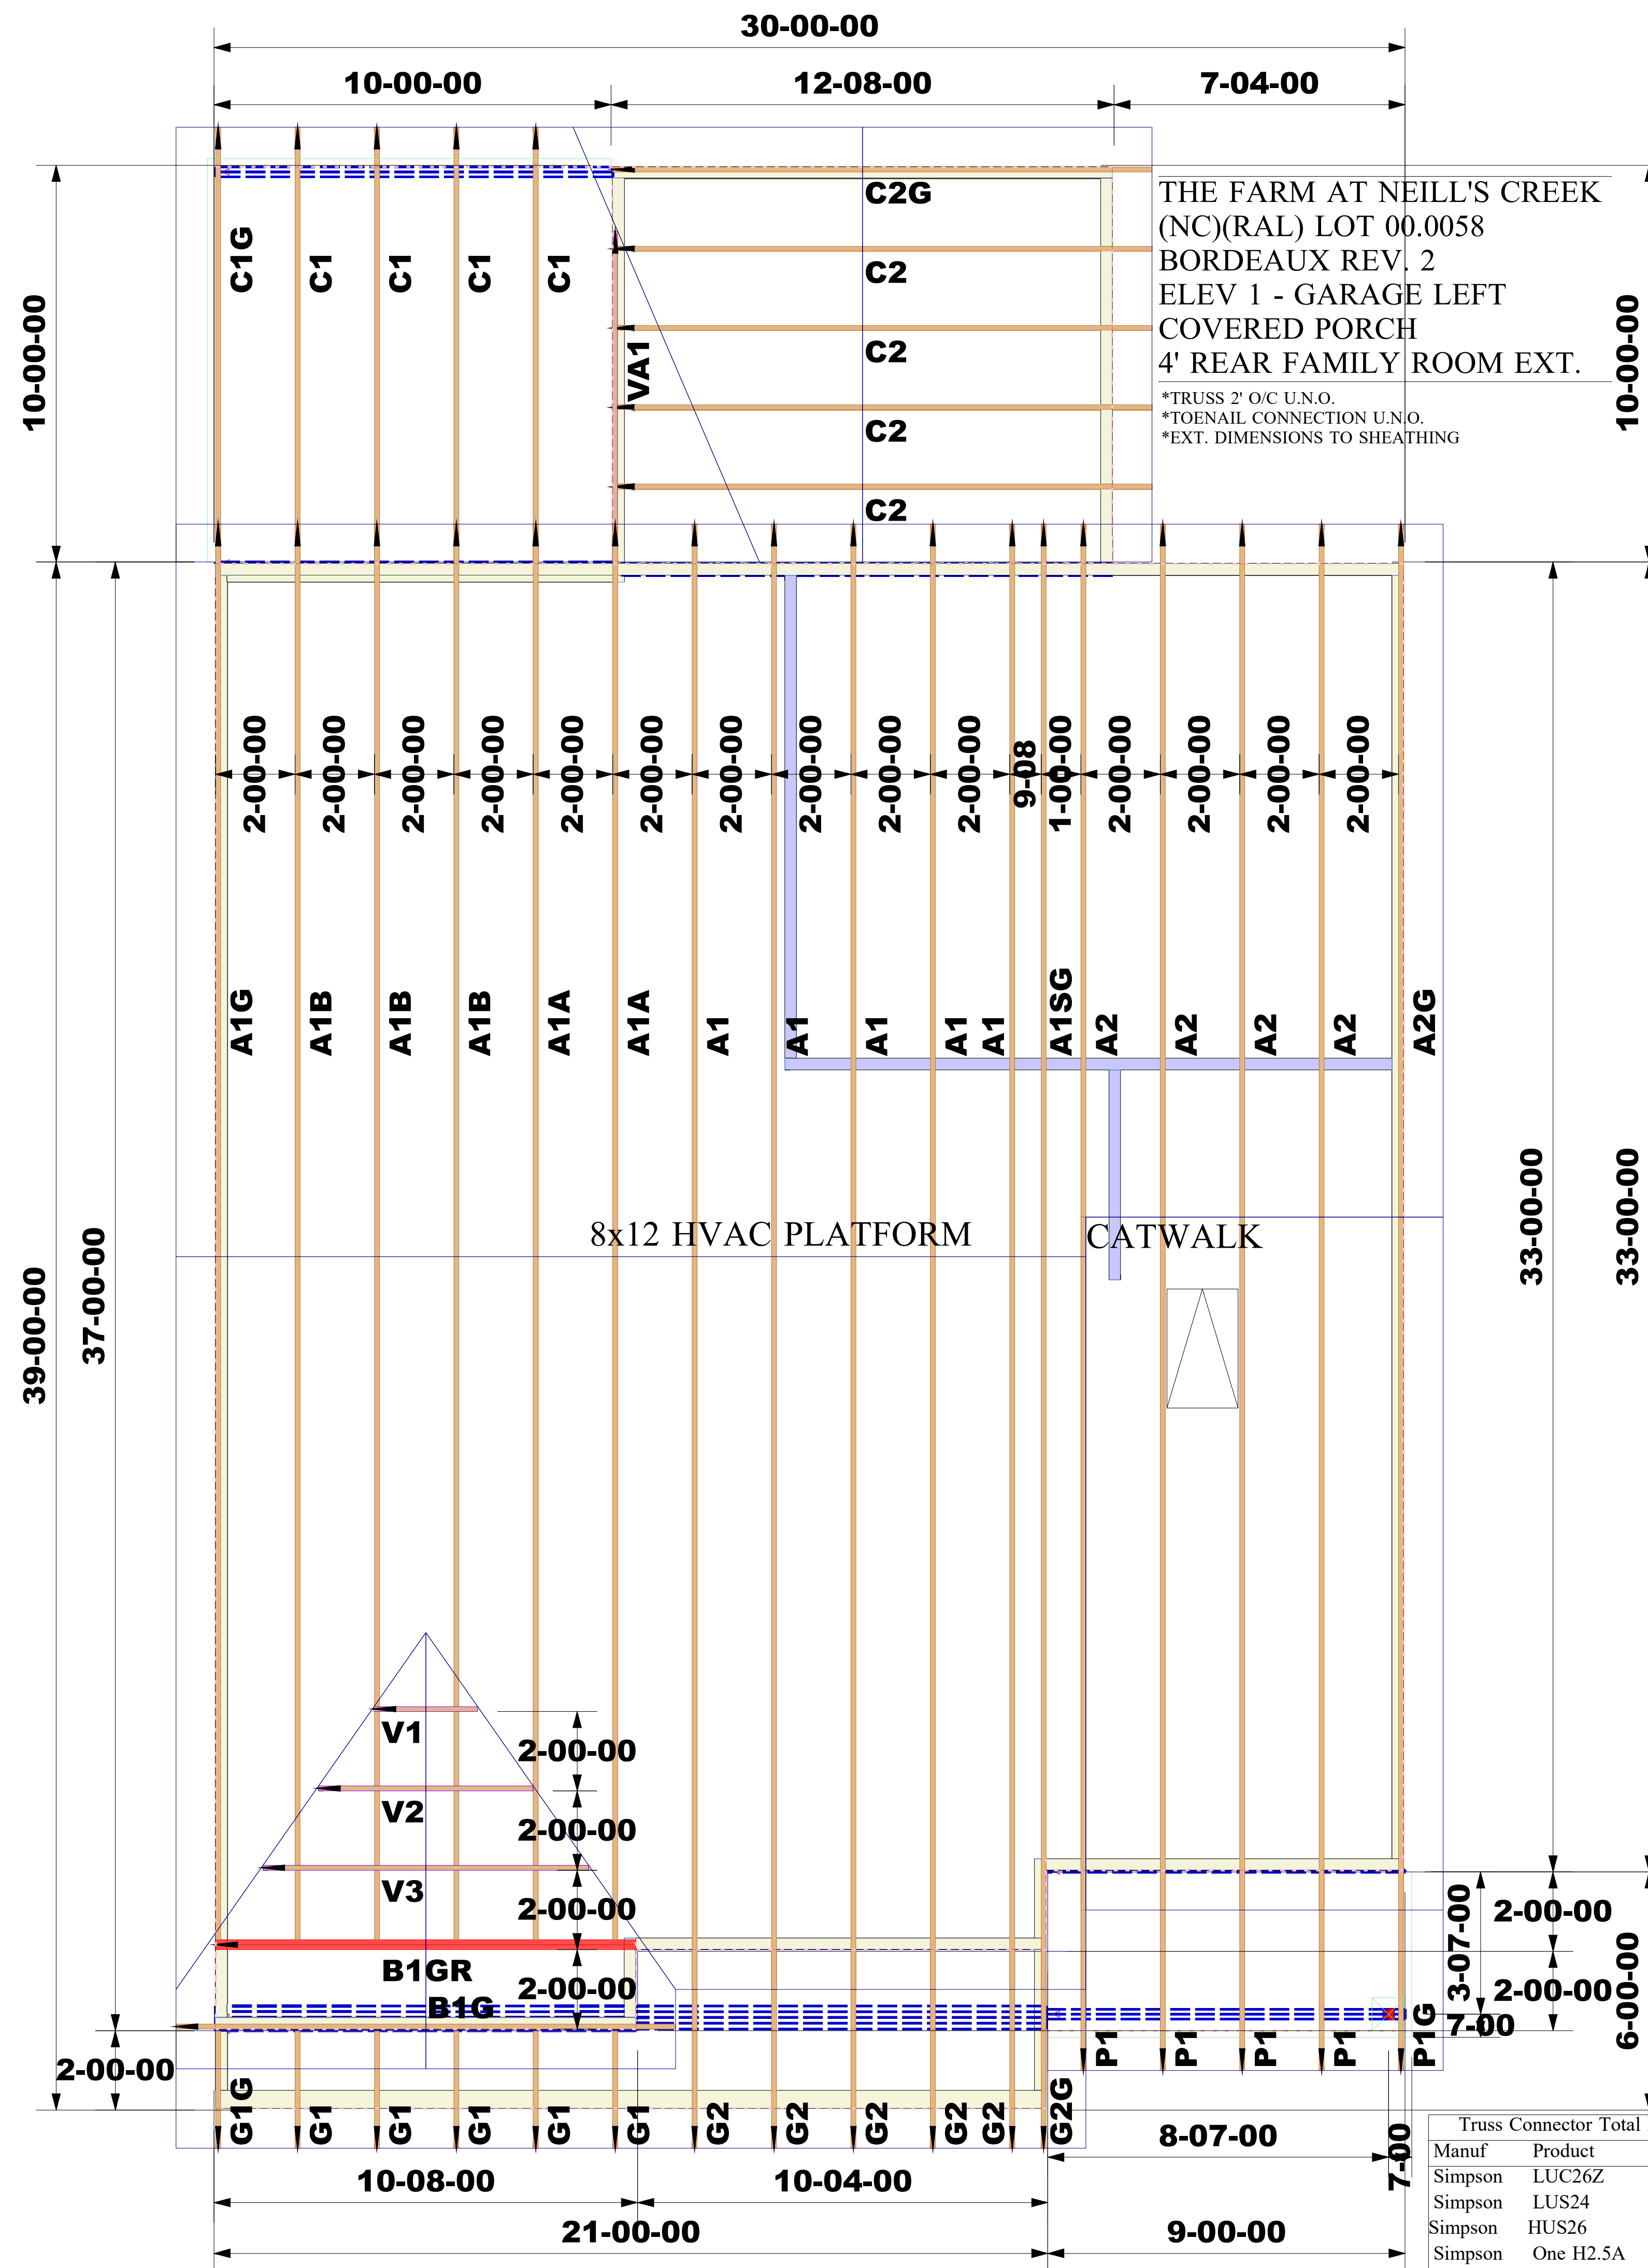 30-00-00
10-00-00 12-08-00 7-04-00
C2G
C2
C2
C2
C2
C1G C1 C1 C1 C1 VA1
THE FARM AT NEILL'S CREEK
(NC)(RAL) LOT 00.0058
BORDEAUX REV. 2
ELEV 1 - GARAGE LEFT
COVERED PORCH
4' REAR FAMILY ROOM EXT.
*TRUSS 2' O/C U.N.O.
*TOENAIL CONNECTION U.N.O.
*EXT. DIMENSIONS TO SHEATHING
10-00-00
10-00-00
2-00-00 2-00-00 2-00-00 2-00-00 2-00-00 2-00-00 2-00-00 2-00-00 2-00-00 2-00-00 9-08 1-00-00 2-00-00 2-00-00 2-00-00 2-00-00
A1G A1B A1B A1B A1A A1A A1 A1 A1 A1 A1 A1SG A2 A2 A2 A2 A2G
8x12 HVAC PLATFORM
CATWALK
39-00-00
37-00-00
33-00-00
33-00-00
V1
2-00-00
V2
2-00-00
V3
2-00-00
B1GR
2-00-00
B1G
3-07-00
2-00-00
2-00-00
7-00
6-00-00
2-00-00
P1 P1 P1 P1 P1G
G1G G1 G1 G1 G1 G1 G2 G2 G2 G2 G2 G2G
8-07-00 7-00
10-08-00 10-04-00
21-00-00 9-00-00
Truss Connector Total
Manuf Product
Simpson LUC26Z
Simpson LUS24
Simpson HUS26
Simpson One H2.5A